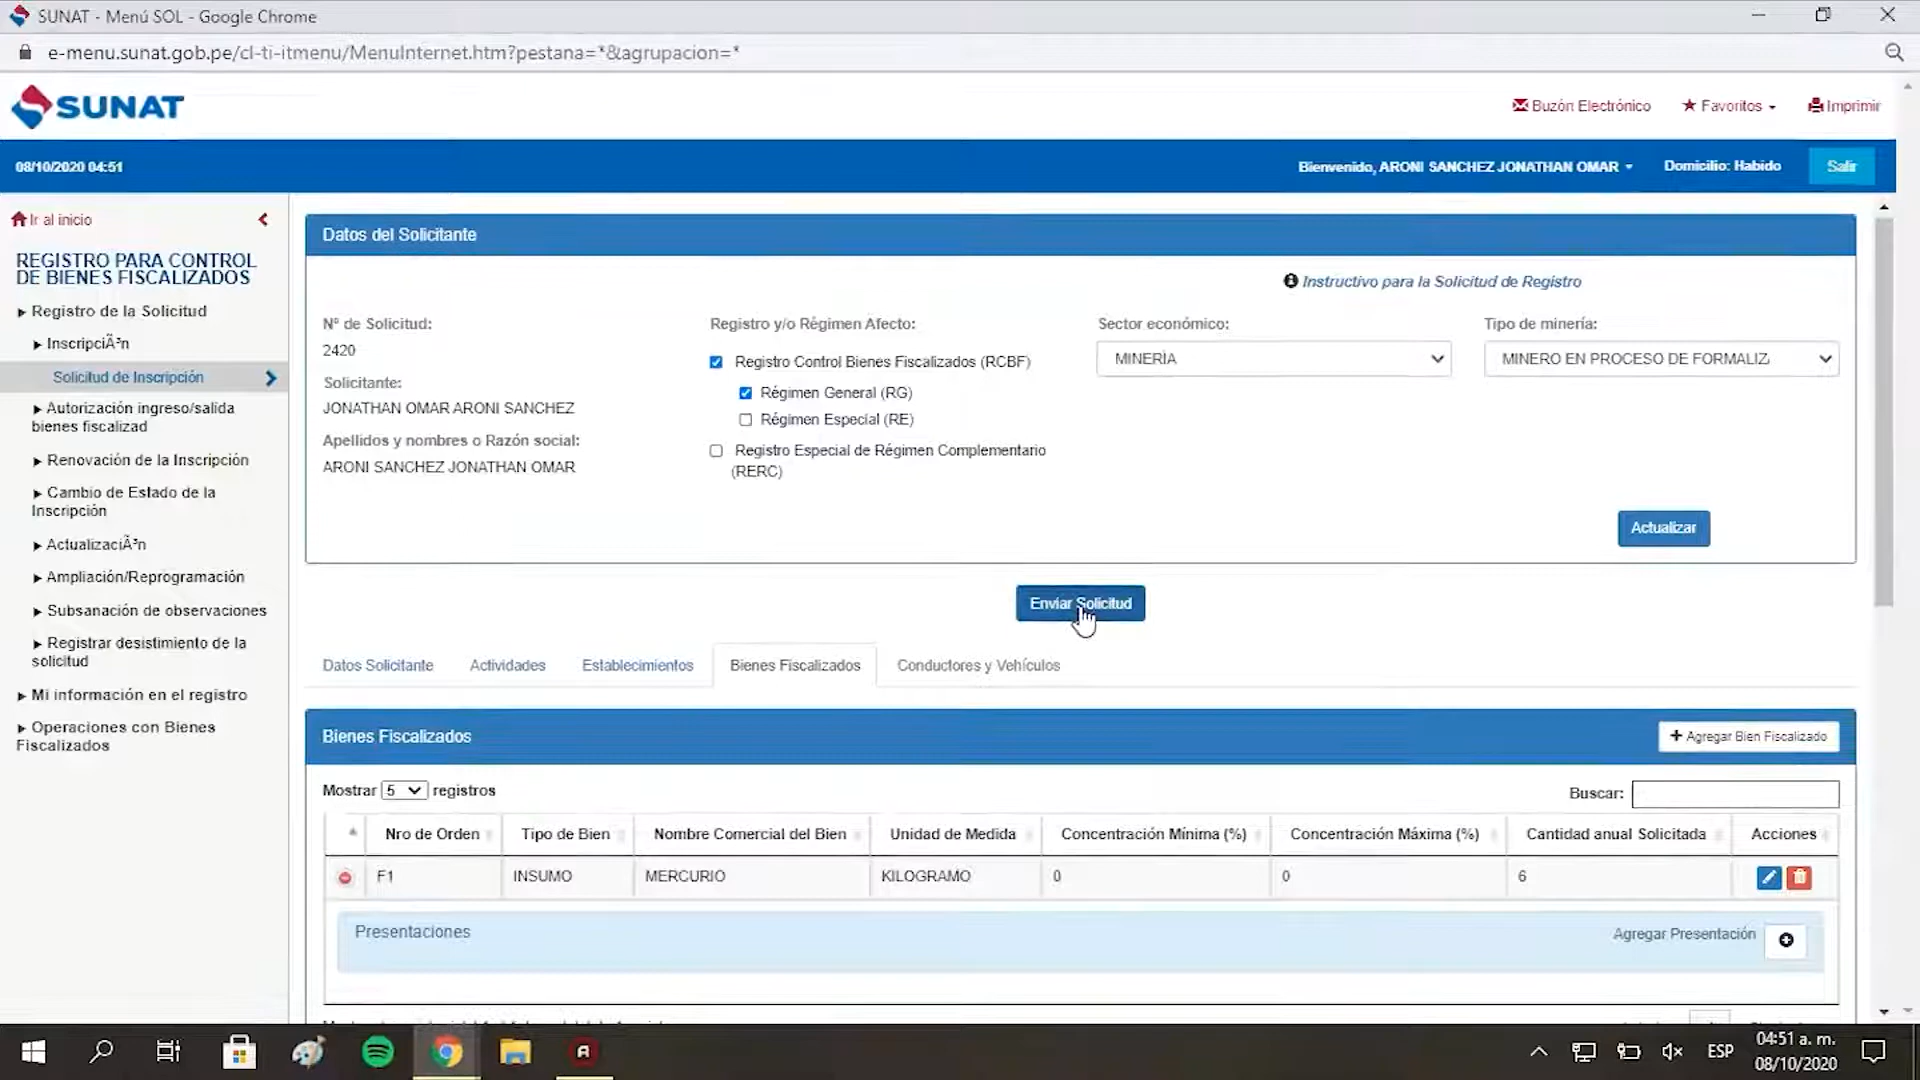 SUNAT - Menú SOL - Google Chrome
e-menu.sunat.gob.pe/cl-ti-itmenu/MenuInternet.htm?pestana=*&agrupacion=*
SUNAT
Buzón Electrónico
Favoritos
Imprimir
08/10/2020 04:51
Bienvenido, ARONI SANCHEZ JONATHAN OMAR
Domicilio: Habido
Salir
Ir al inicio
REGISTRO PARA CONTROL
DE BIENES FISCALIZADOS
Registro de la Solicitud
InscripciÃ³n
Solicitud de Inscripción
Autorización ingreso/salida
bienes fiscalizad
Renovación de la Inscripción
Cambio de Estado de la
Inscripción
ActualizaciÃ³n
Ampliación/Reprogramación
Subsanación de observaciones
Registrar desistimiento de la
solicitud
Mi información en el registro
Operaciones con Bienes
Fiscalizados
Datos del Solicitante
Instructivo para la Solicitud de Registro
Nº de Solicitud:
2420
Solicitante:
JONATHAN OMAR ARONI SANCHEZ
Apellidos y nombres o Razón social:
ARONI SANCHEZ JONATHAN OMAR
Registro y/o Régimen Afecto:
Registro Control Bienes Fiscalizados (RCBF)
Régimen General (RG)
Régimen Especial (RE)
Registro Especial de Régimen Complementario
(RERC)
Sector económico:
MINERÍA
Tipo de minería:
MINERO EN PROCESO DE FORMALIZ
Actualizar
Enviar Solicitud
Datos Solicitante
Actividades
Establecimientos
Bienes Fiscalizados
Conductores y Vehículos
Bienes Fiscalizados
Agregar Bien Fiscalizado
Mostrar 5 registros
Buscar:
Nro de Orden
Tipo de Bien
Nombre Comercial del Bien
Unidad de Medida
Concentración Mínima (%)
Concentración Máxima (%)
Cantidad anual Solicitada
Acciones
F1
INSUMO
MERCURIO
KILOGRAMO
0
0
6
Presentaciones
Agregar Presentación
ESP
04:51 a. m.
08/10/2020